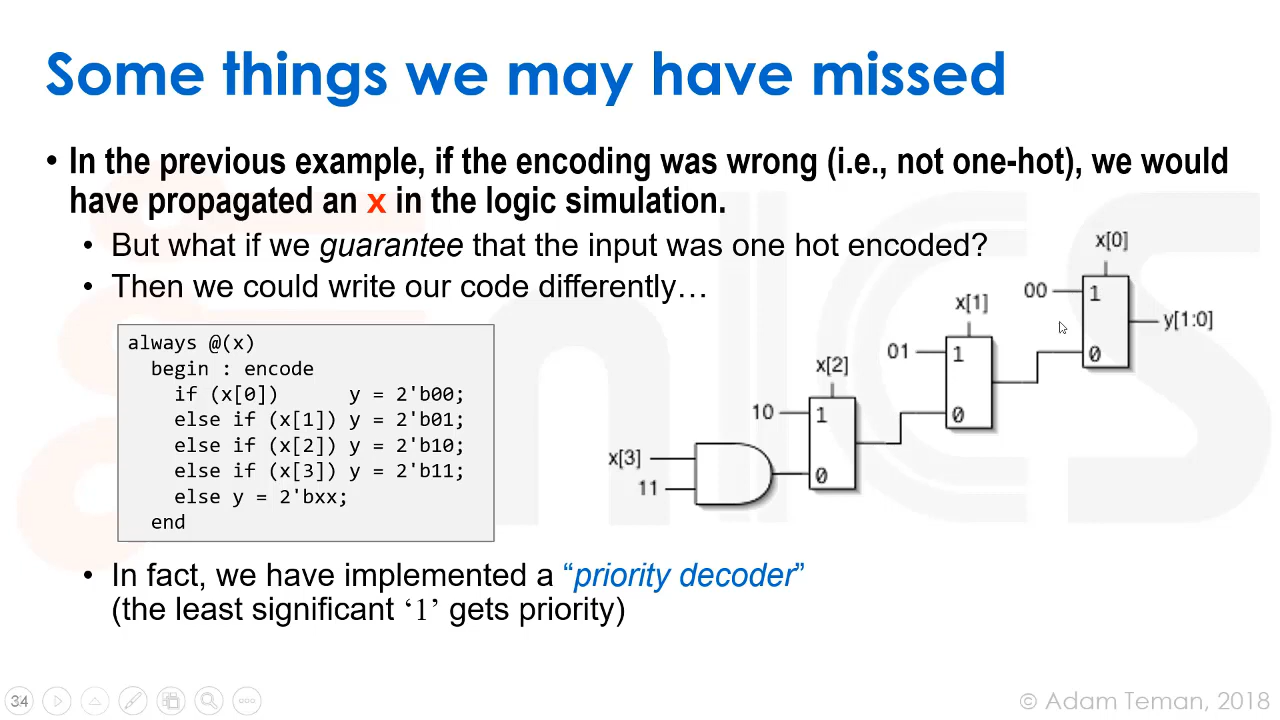 Some things we may have missed
• In the previous example, if the encoding was wrong (i.e., not one-hot), we would
have propagated an x in the logic simulation.
• But what if we guarantee that the input was one hot encoded?
• Then we could write our code differently…
always @(x)
begin : encode
if (x[0]) y = 2'b00;
else if (x[1]) y = 2'b01;
else if (x[2]) y = 2'b10;
else if (x[3]) y = 2'b11;
else y = 2'bxx;
end
x[0]
00
1
y[1:0]
0
x[1]
01
1
0
x[2]
10
1
0
x[3]
11
• In fact, we have implemented a “priority decoder”
(the least significant ‘1’ gets priority)
34
© Adam Teman, 2018